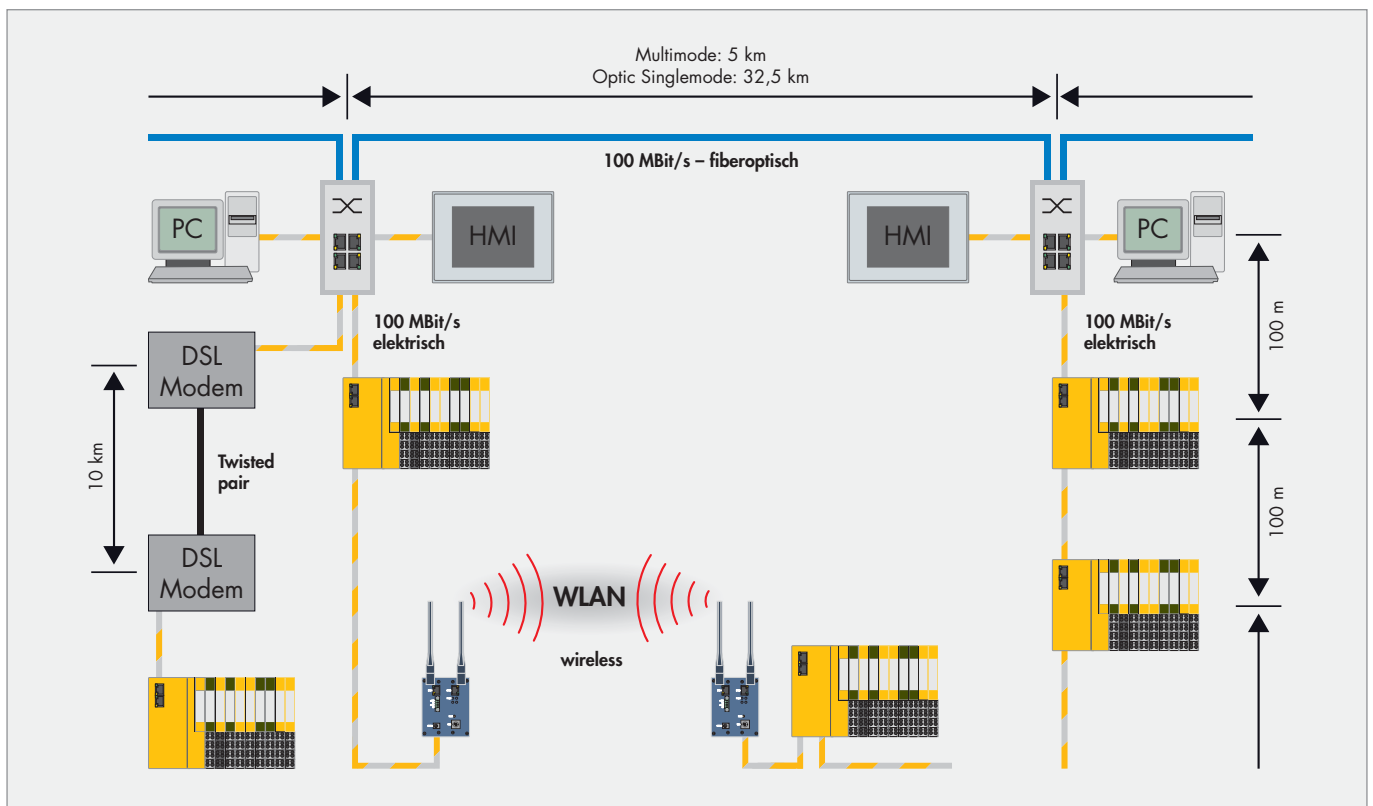 Multimode: 5 km
Optic Singlemode: 32,5 km
100 MBit/s – fiberoptisch
PC
HMI
HMI
PC
100 MBit/s
elektrisch
100 MBit/s
elektrisch
100 m
DSL
Modem
10 km
Twisted
pair
100 m
DSL
Modem
WLAN
wireless